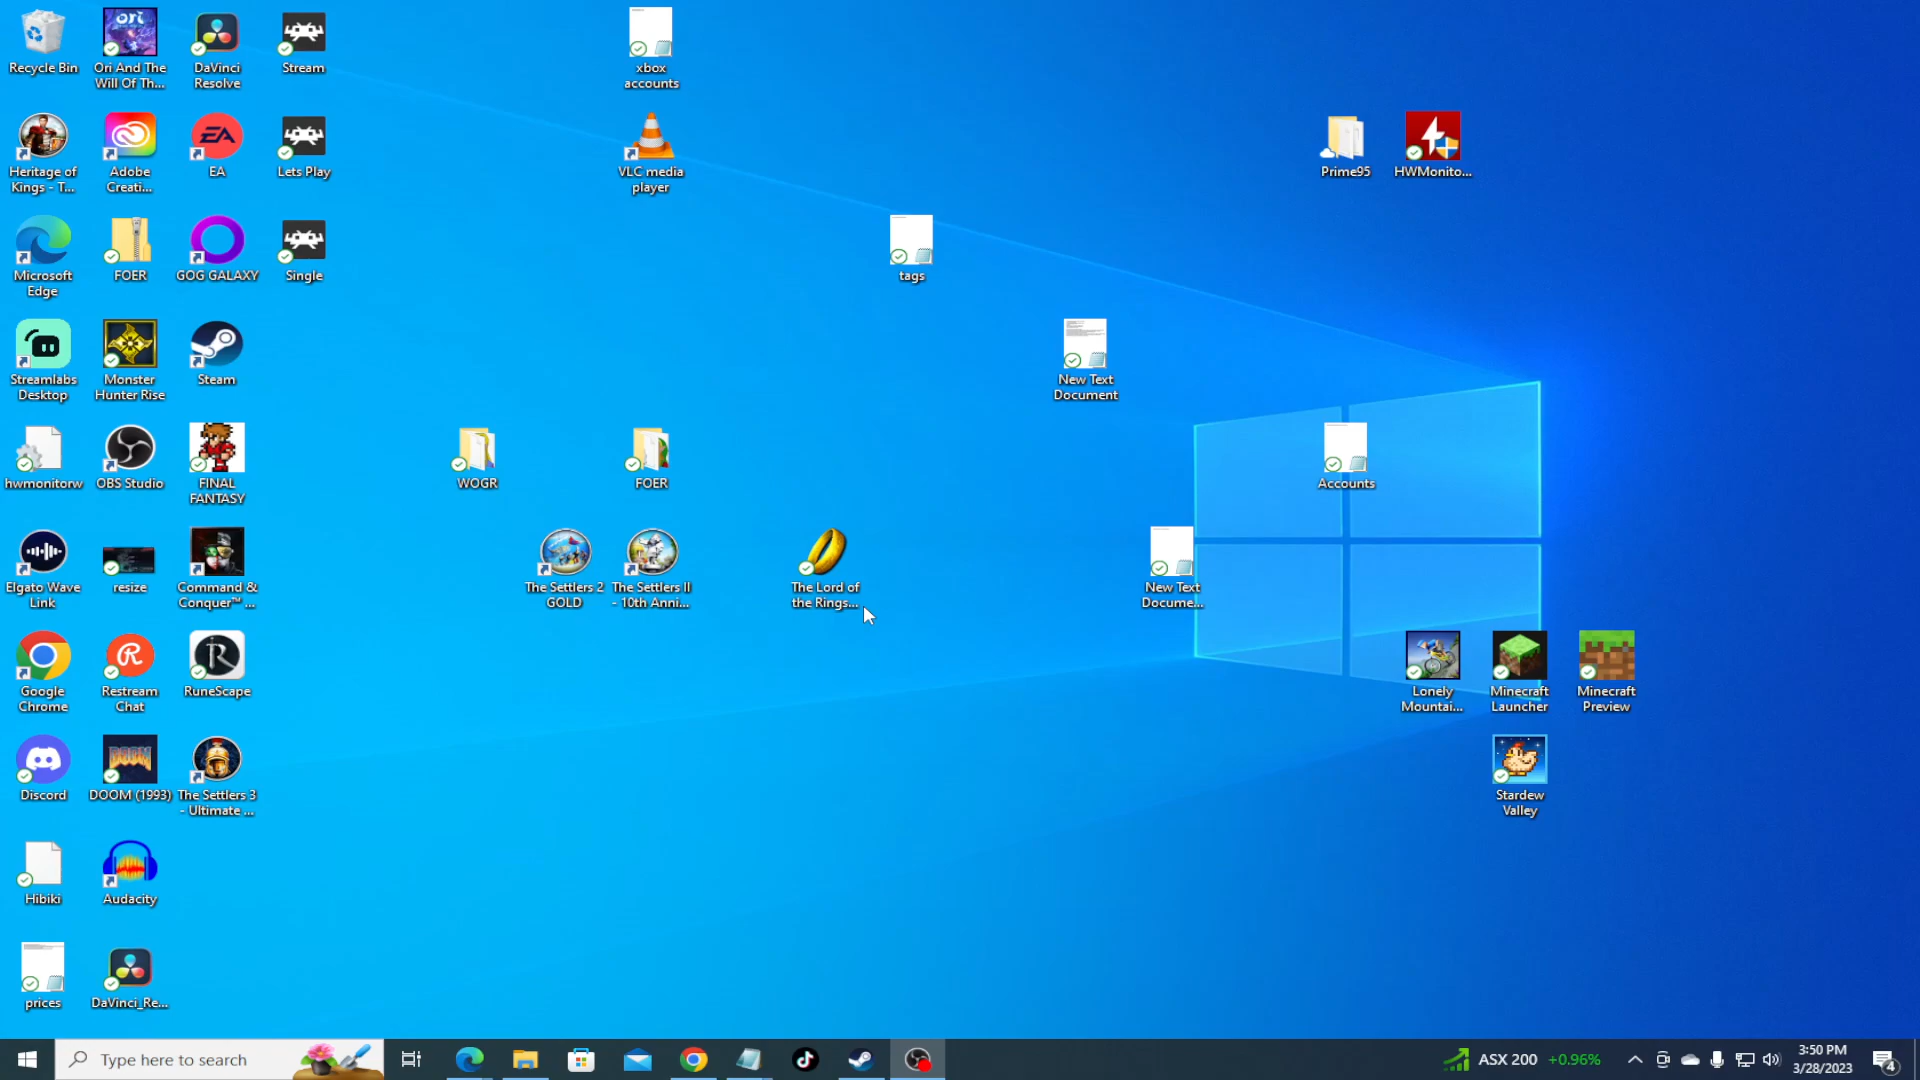 Recycle Bin
ori
Ori And The
Will Of Th...
DaVinci
Resolve
Stream
xbox
accounts
Heritage of
Kings - T...
Adobe
Creati...
EA
EA
Lets Play
VLC media
player
Prime95
HWMonito...
Microsoft
Edge
FOER
GOG GALAXY
Single
tags
Streamlabs
Desktop
Monster
Hunter Rise
Steam
New Text
Document
hwmonitorw
OBS Studio
FINAL
FANTASY
WOGR
FOER
Accounts
Elgato Wave
Link
resize
Command &
Conquer™ ...
The Settlers 2
GOLD
The Settlers II
- 10th Anni...
The Lord of
the Rings...
New Text
Docume...
Google
Chrome
Restream
Chat
RuneScape
Lonely
Mountai...
Minecraft
Launcher
Minecraft
Preview
Discord
DOOM
DOOM (1993)
The Settlers 3
- Ultimate ...
Stardew
Valley
Hibiki
Audacity
prices
DaVinci_Re...
Type here to search
ASX 200 +0.96%
3:50 PM
3/28/2023
4